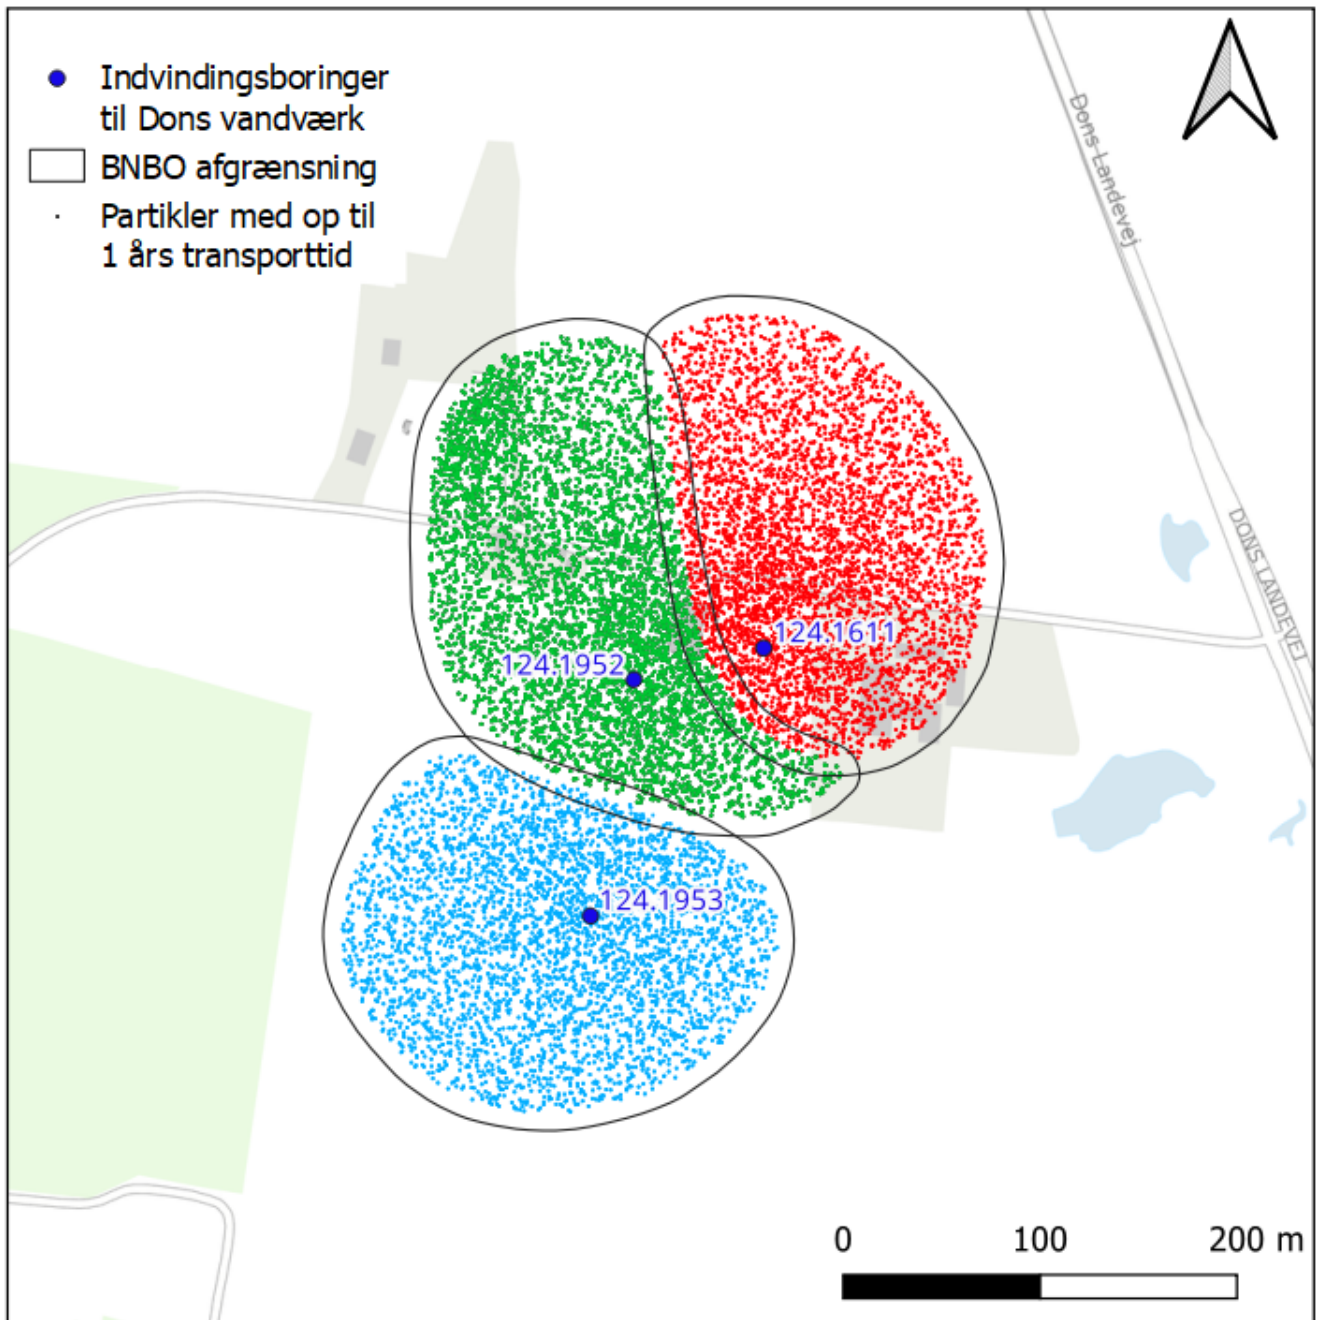 Indvindingsboringer
til Dons vandværk
BNBO afgrænsning
Partikler med op til
1 års transporttid
Dons Landevej
DONS LANDEVEJ
124.1611
124.1952
124.1953
0 100 200 m